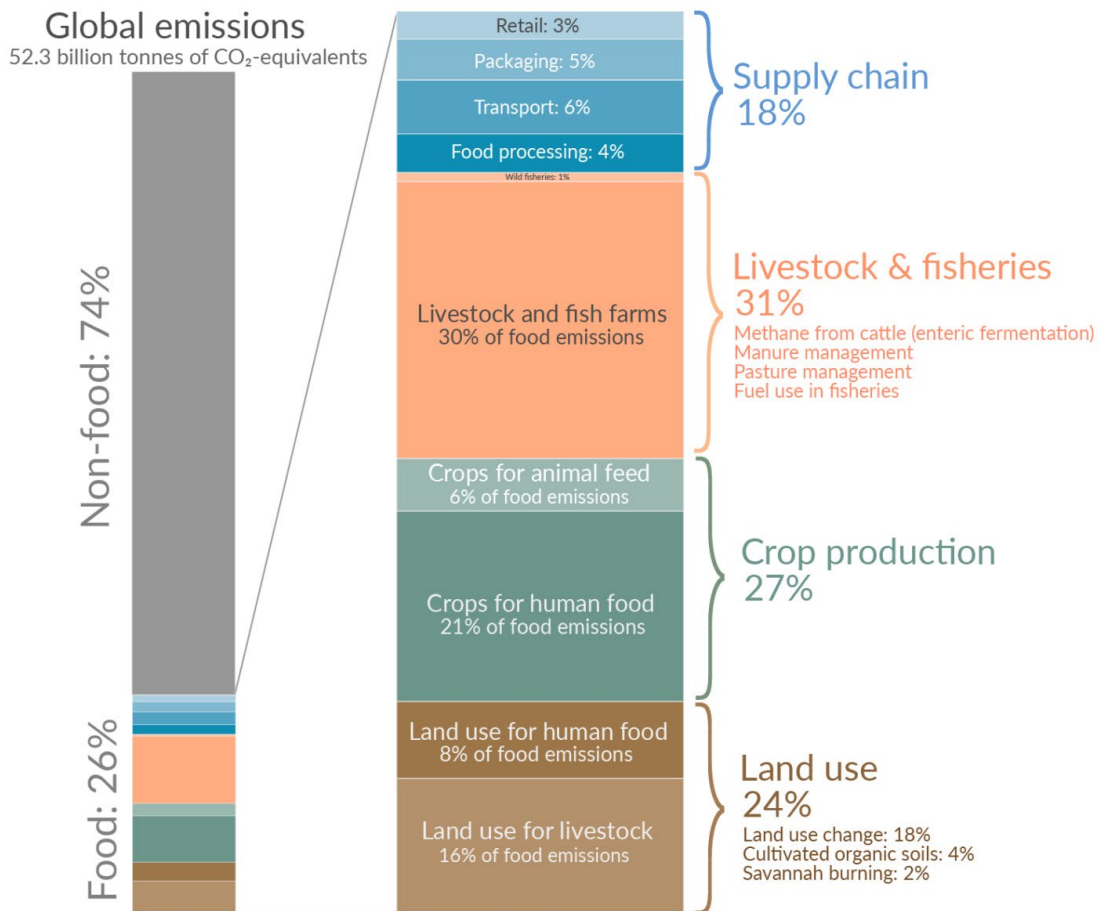 Global emissions
52.3 billion tonnes of CO₂-equivalents
Non-food: 74%
Food: 26%
Retail: 3%
Packaging: 5%
Transport: 6%
Food processing: 4%
Wild fisheries: 1%
Livestock and fish farms
30% of food emissions
Crops for animal feed
6% of food emissions
Crops for human food
21% of food emissions
Land use for human food
8% of food emissions
Land use for livestock
16% of food emissions
Supply chain
18%
Livestock & fisheries
31%
Methane from cattle (enteric fermentation)
Manure management
Pasture management
Fuel use in fisheries
Crop production
27%
Land use
24%
Land use change: 18%
Cultivated organic soils: 4%
Savannah burning: 2%